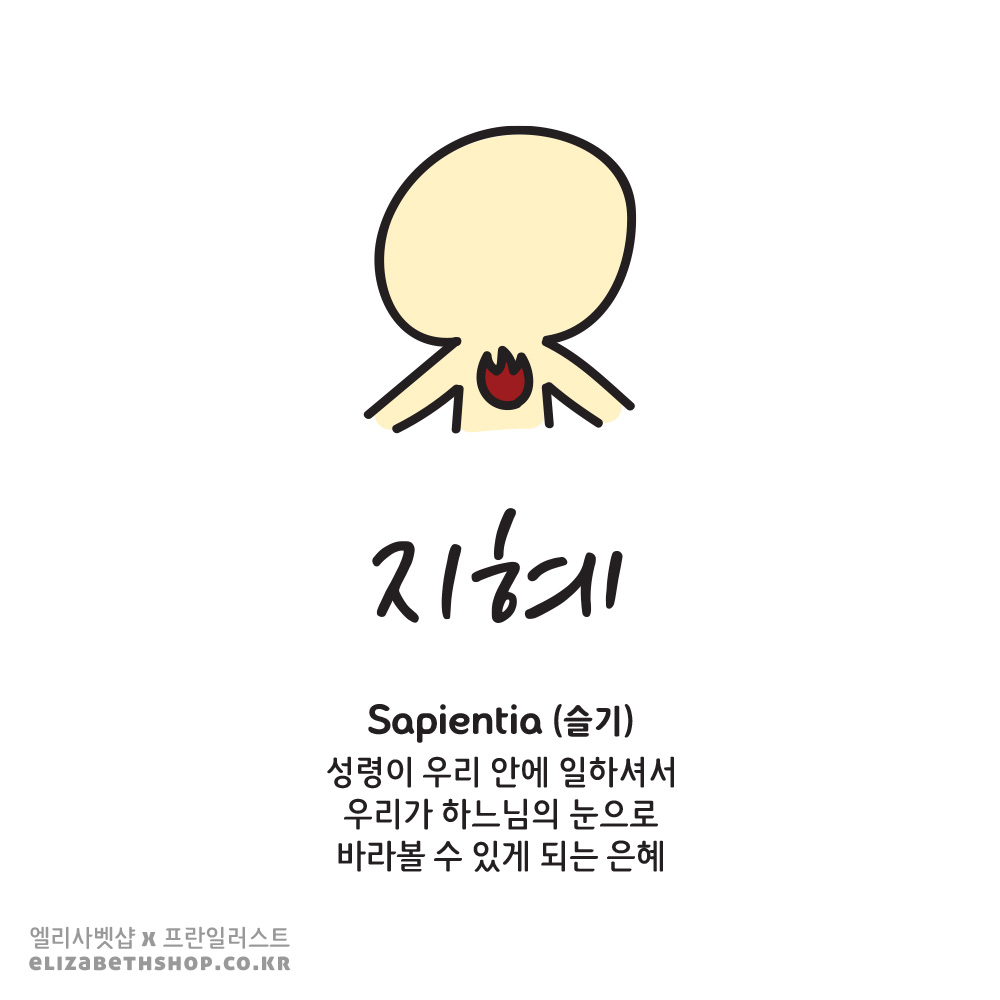 지혜
Sapientia (슬기)
성령이 우리 안에 일하셔서
우리가 하느님의 눈으로
바라볼 수 있게 되는 은혜
엘리사벳샵 x 프란일러스트
eLIZaBeTHSHOP.CO.KR